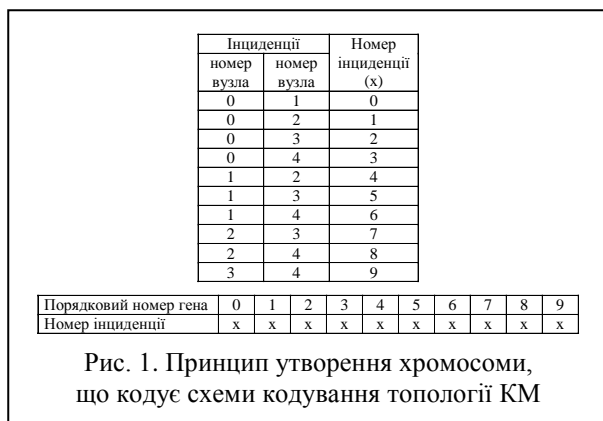 Інциденції Номер інциденції (х)
номер вузла номер вузла
0 1 0
0 2 1
0 3 2
0 4 3
1 2 4
1 3 5
1 4 6
2 3 7
2 4 8
3 4 9
Порядковий номер гена 0 1 2 3 4 5 6 7 8 9
Номер інциденції х х х х х х х х х х
Рис. 1. Принцип утворення хромосоми,
що кодує схеми кодування топології КМ